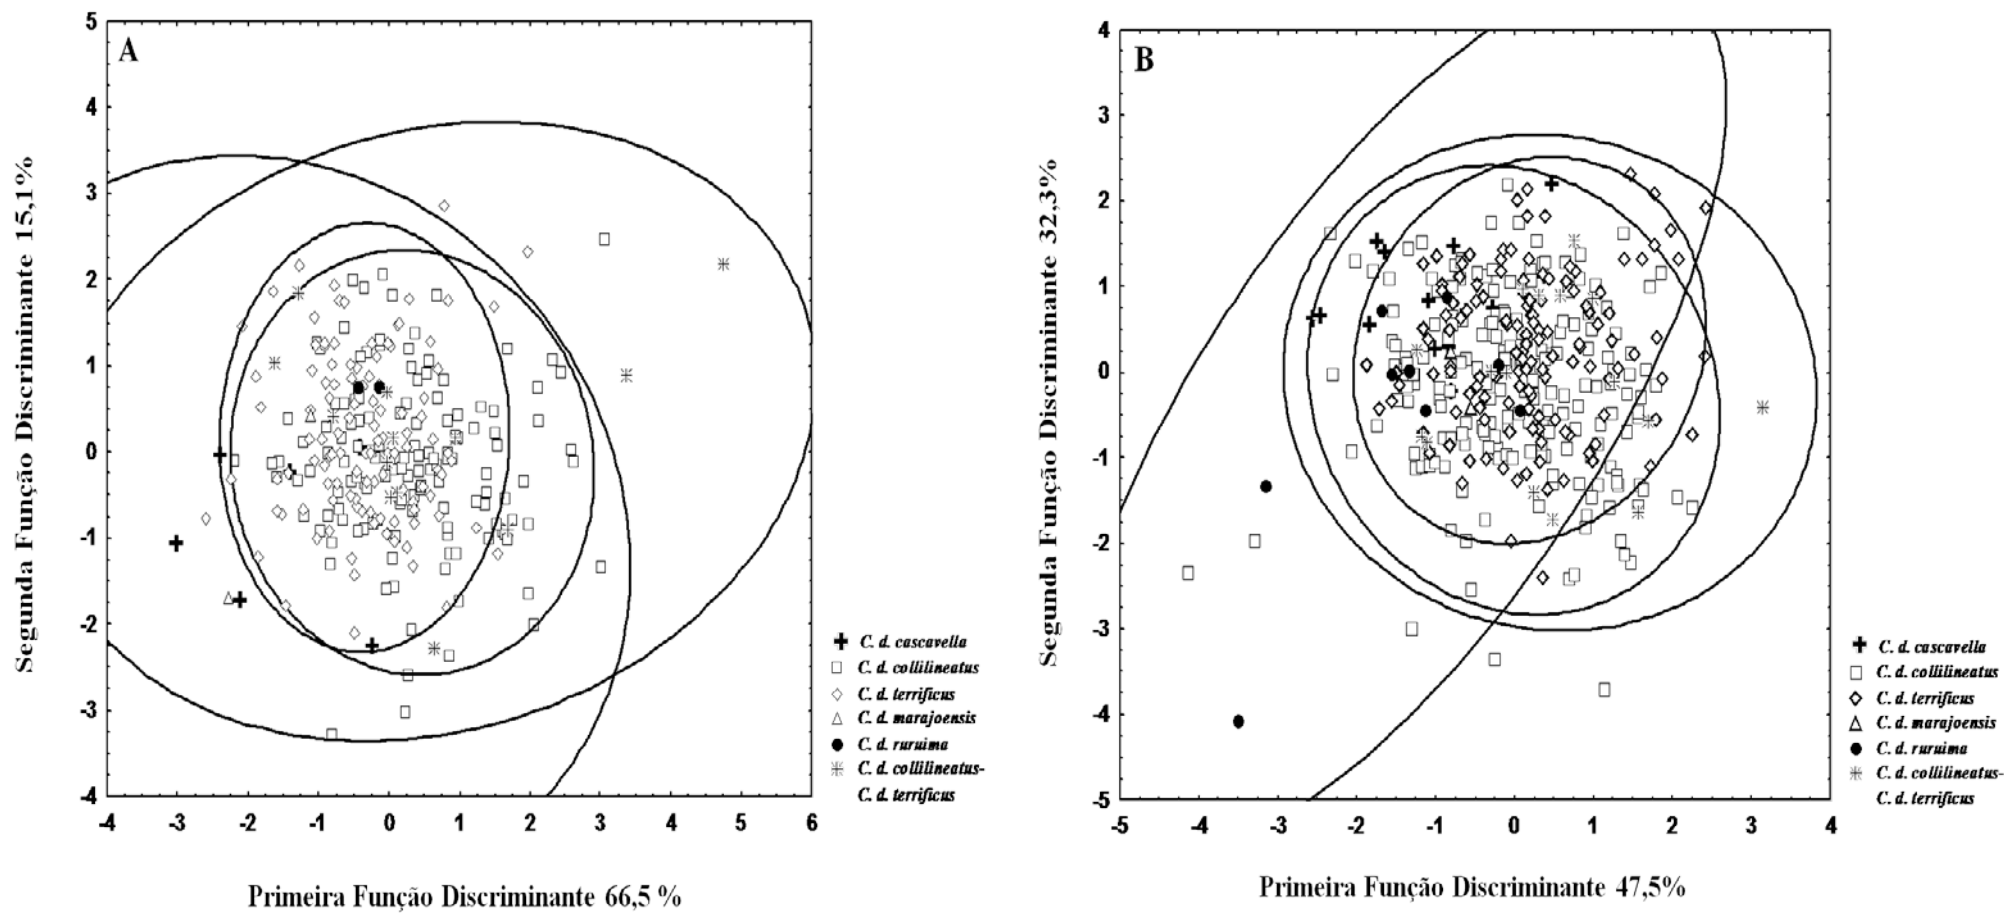 A
5
4
3
2
1
0
-1
-2
-3
-4
-4 -3 -2 -1 0 1 2 3 4 5 6
Segunda Função Discriminante 15,1%
Primeira Função Discriminante 66,5 %
C. d. cascavella
C. d. collilineatus
C. d. terrificus
C. d. marajoensis
C. d. ruruima
C. d. collilineatus-
C. d. terrificus
B
4
3
2
1
0
-1
-2
-3
-4
-5
-5 -4 -3 -2 -1 0 1 2 3 4
Segunda Função Discriminante 32,3%
Primeira Função Discriminante 47,5%
C. d. cascavella
C. d. collilineatus
C. d. terrificus
C. d. marajoensis
C. d. ruruima
C. d. collilineatus-
C. d. terrificus